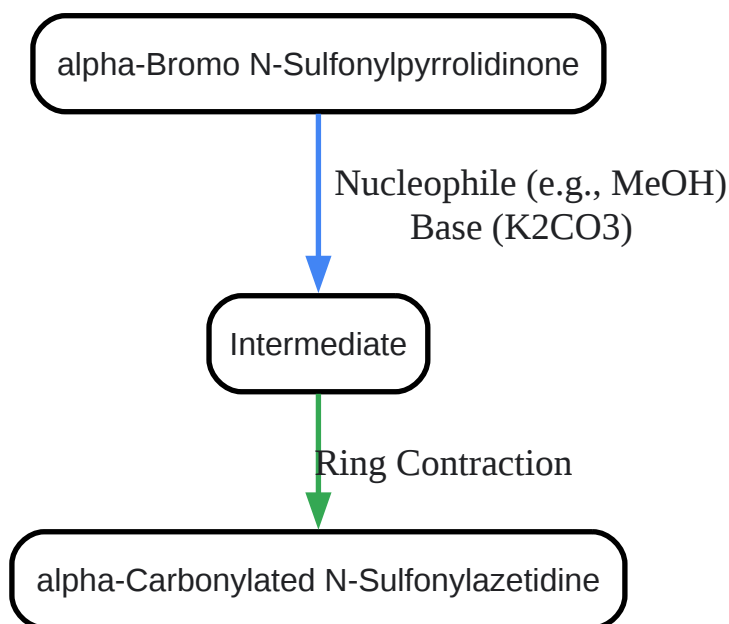 alpha-Bromo N-Sulfonylpyrrolidinone
Nucleophile (e.g., MeOH)
Base (K2CO3)
Intermediate
Ring Contraction
alpha-Carbonylated N-Sulfonylazetidine